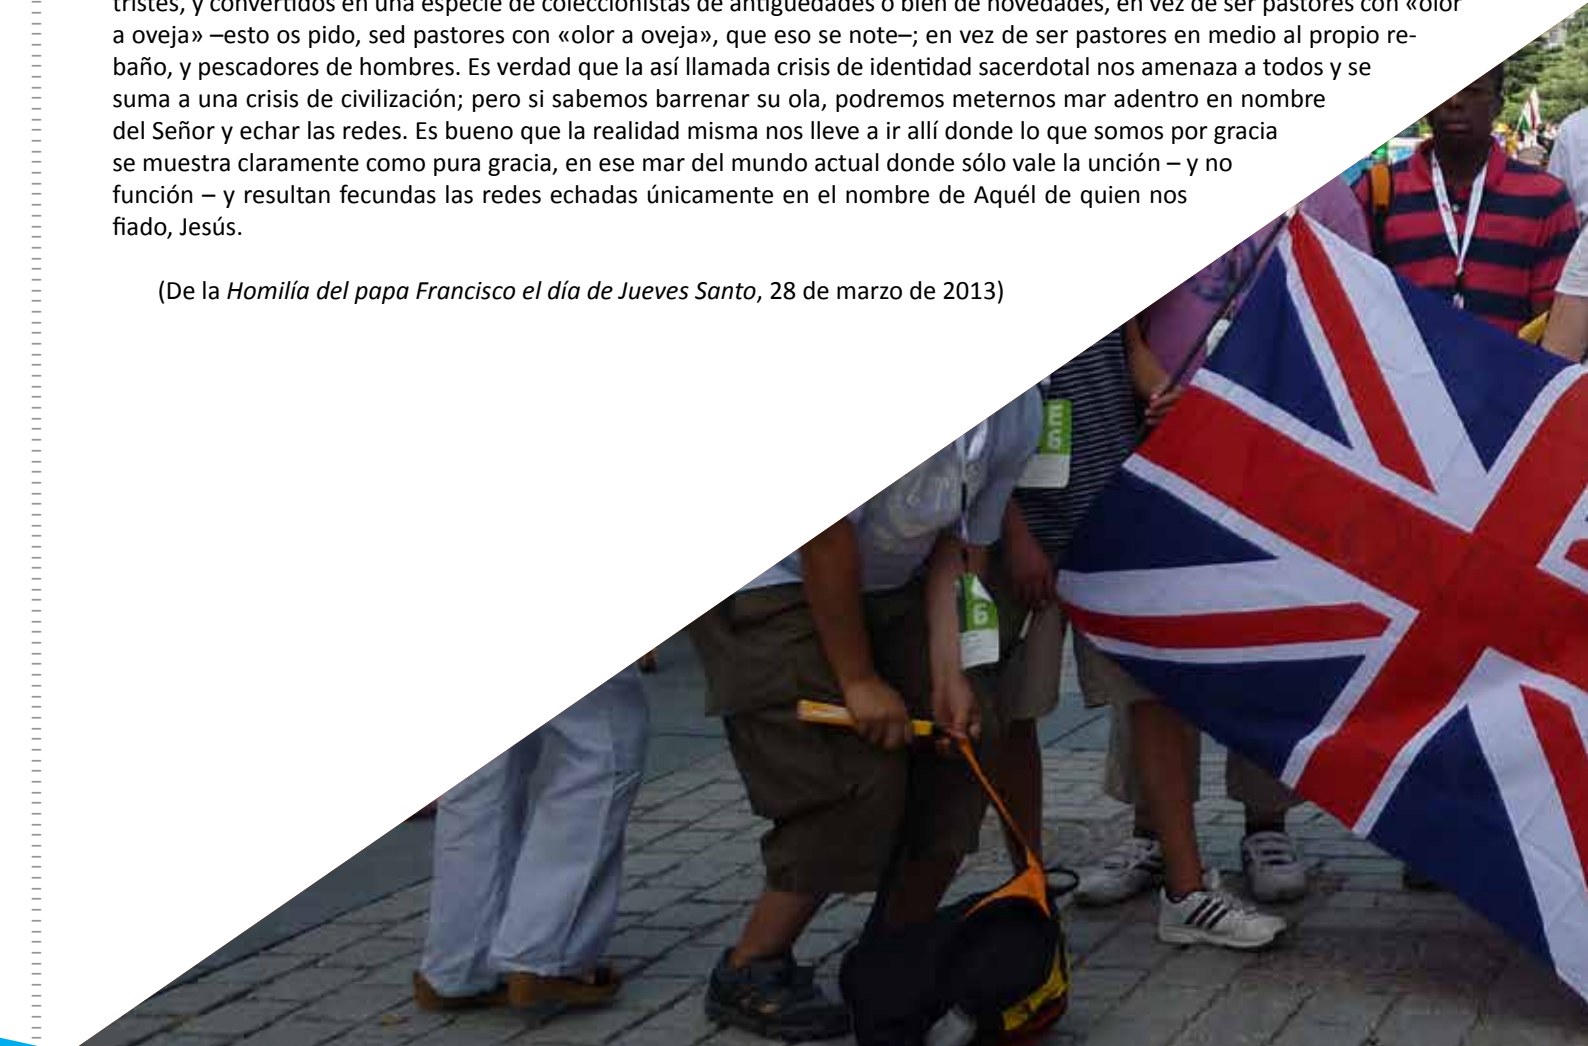 tristes, y convertidos en una especie de coleccionistas de antigüedades o bien de novedades, en vez de ser pastores con «olor
a oveja» –esto os pido, sed pastores con «olor a oveja», que eso se note–; en vez de ser pastores en medio al propio re-
baño, y pescadores de hombres. Es verdad que la así llamada crisis de identidad sacerdotal nos amenaza a todos y se
suma a una crisis de civilización; pero si sabemos barrenar su ola, podremos meternos mar adentro en nombre
del Señor y echar las redes. Es bueno que la realidad misma nos lleve a ir allí donde lo que somos por gracia
se muestra claramente como pura gracia, en ese mar del mundo actual donde sólo vale la unción – y no
función – y resultan fecundas las redes echadas únicamente en el nombre de Aquél de quien nos
fiado, Jesús.
(De la Homilía del papa Francisco el día de Jueves Santo, 28 de marzo de 2013)
6